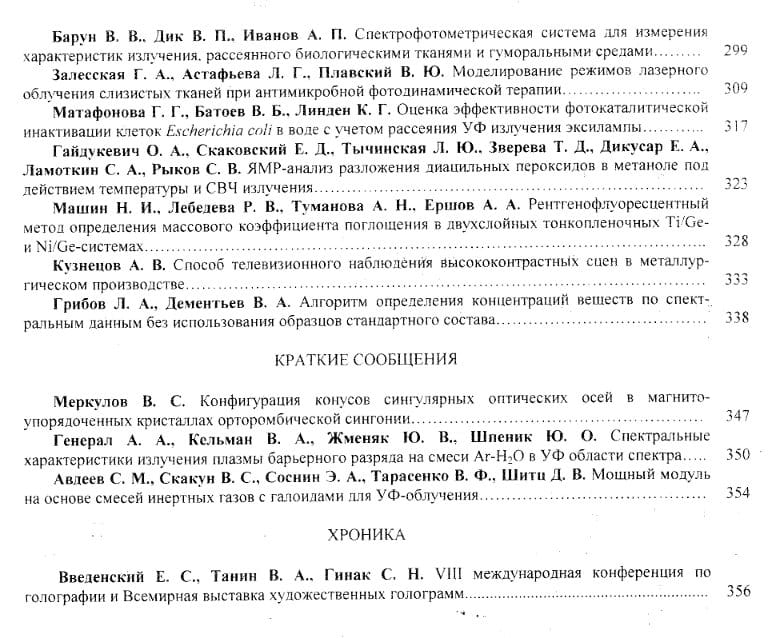 Барун В. В., Дик В. П., Иванов А. П. Спектрофотометрическая система для измерения
характеристик излучения, рассеянного биологическими тканями и гуморальными средами......... 299
Залесская Г. А., Астафьева Л. Г., Плавский В. Ю. Моделирование режимов лазерного
облучения слизистых тканей при антимикробной фотодинамической терапии.......................... 309
Матафонова Г. Г., Батоев В. Б., Линден К. Г. Оценка эффективности фотокаталитической
инактивации клеток Escherichia coli в воде с учетом рассеяния УФ излучения эксилампы............ 317
Гайдукевич О. А., Скаковский Е. Д., Тычинская Л. Ю., Зверева Т. Д., Дикусар Е. А.,
Ламоткин С. А., Рыков С. В. ЯМР-анализ разложения диацильных пероксидов в метаноле под
действием температуры и СВЧ излучения........................................................................ 323
Машин Н. И., Лебедева Р. В., Туманова А. Н., Ершов А. А. Рентгенофлуоресцентный
метод определения массового коэффициента поглощения в двухслойных тонкопленочных Ti/Ge-
и Ni/Ge-системах...................................................................................................... 328
Кузнецов А. В. Способ телевизионного наблюдения высококонтрастных сцен в металлур-
гическом производстве............................................................................................... 333
Грибов Л. А., Дементьев В. А. Алгоритм определения концентраций веществ по спект-
ральным данным без использования образцов стандартного состава..................................... 338
КРАТКИЕ СООБЩЕНИЯ
Меркулов В. С. Конфигурация конусов сингулярных оптических осей в магнито-
упорядоченных кристаллах орторомбической сингонии..................................................... 347
Генерал А. А., Кельман В. А., Жменяк Ю. В., Шпеник Ю. О. Спектральные
характеристики излучения плазмы барьерного разряда на смеси Ar-H₂O в УФ области спектра..... 350
Авдеев С. М., Скакун В. С., Соснин Э. А., Тарасенко В. Ф., Шитц Д. В. Мощный модуль
на основе смесей инертных газов с галоидами для УФ-облучения........................................ 354
ХРОНИКА
Введенский Е. С., Танин В. А., Гинак С. Н. VIII международная конференция по
голографии и Всемирная выставка художественных голограмм............................................ 356